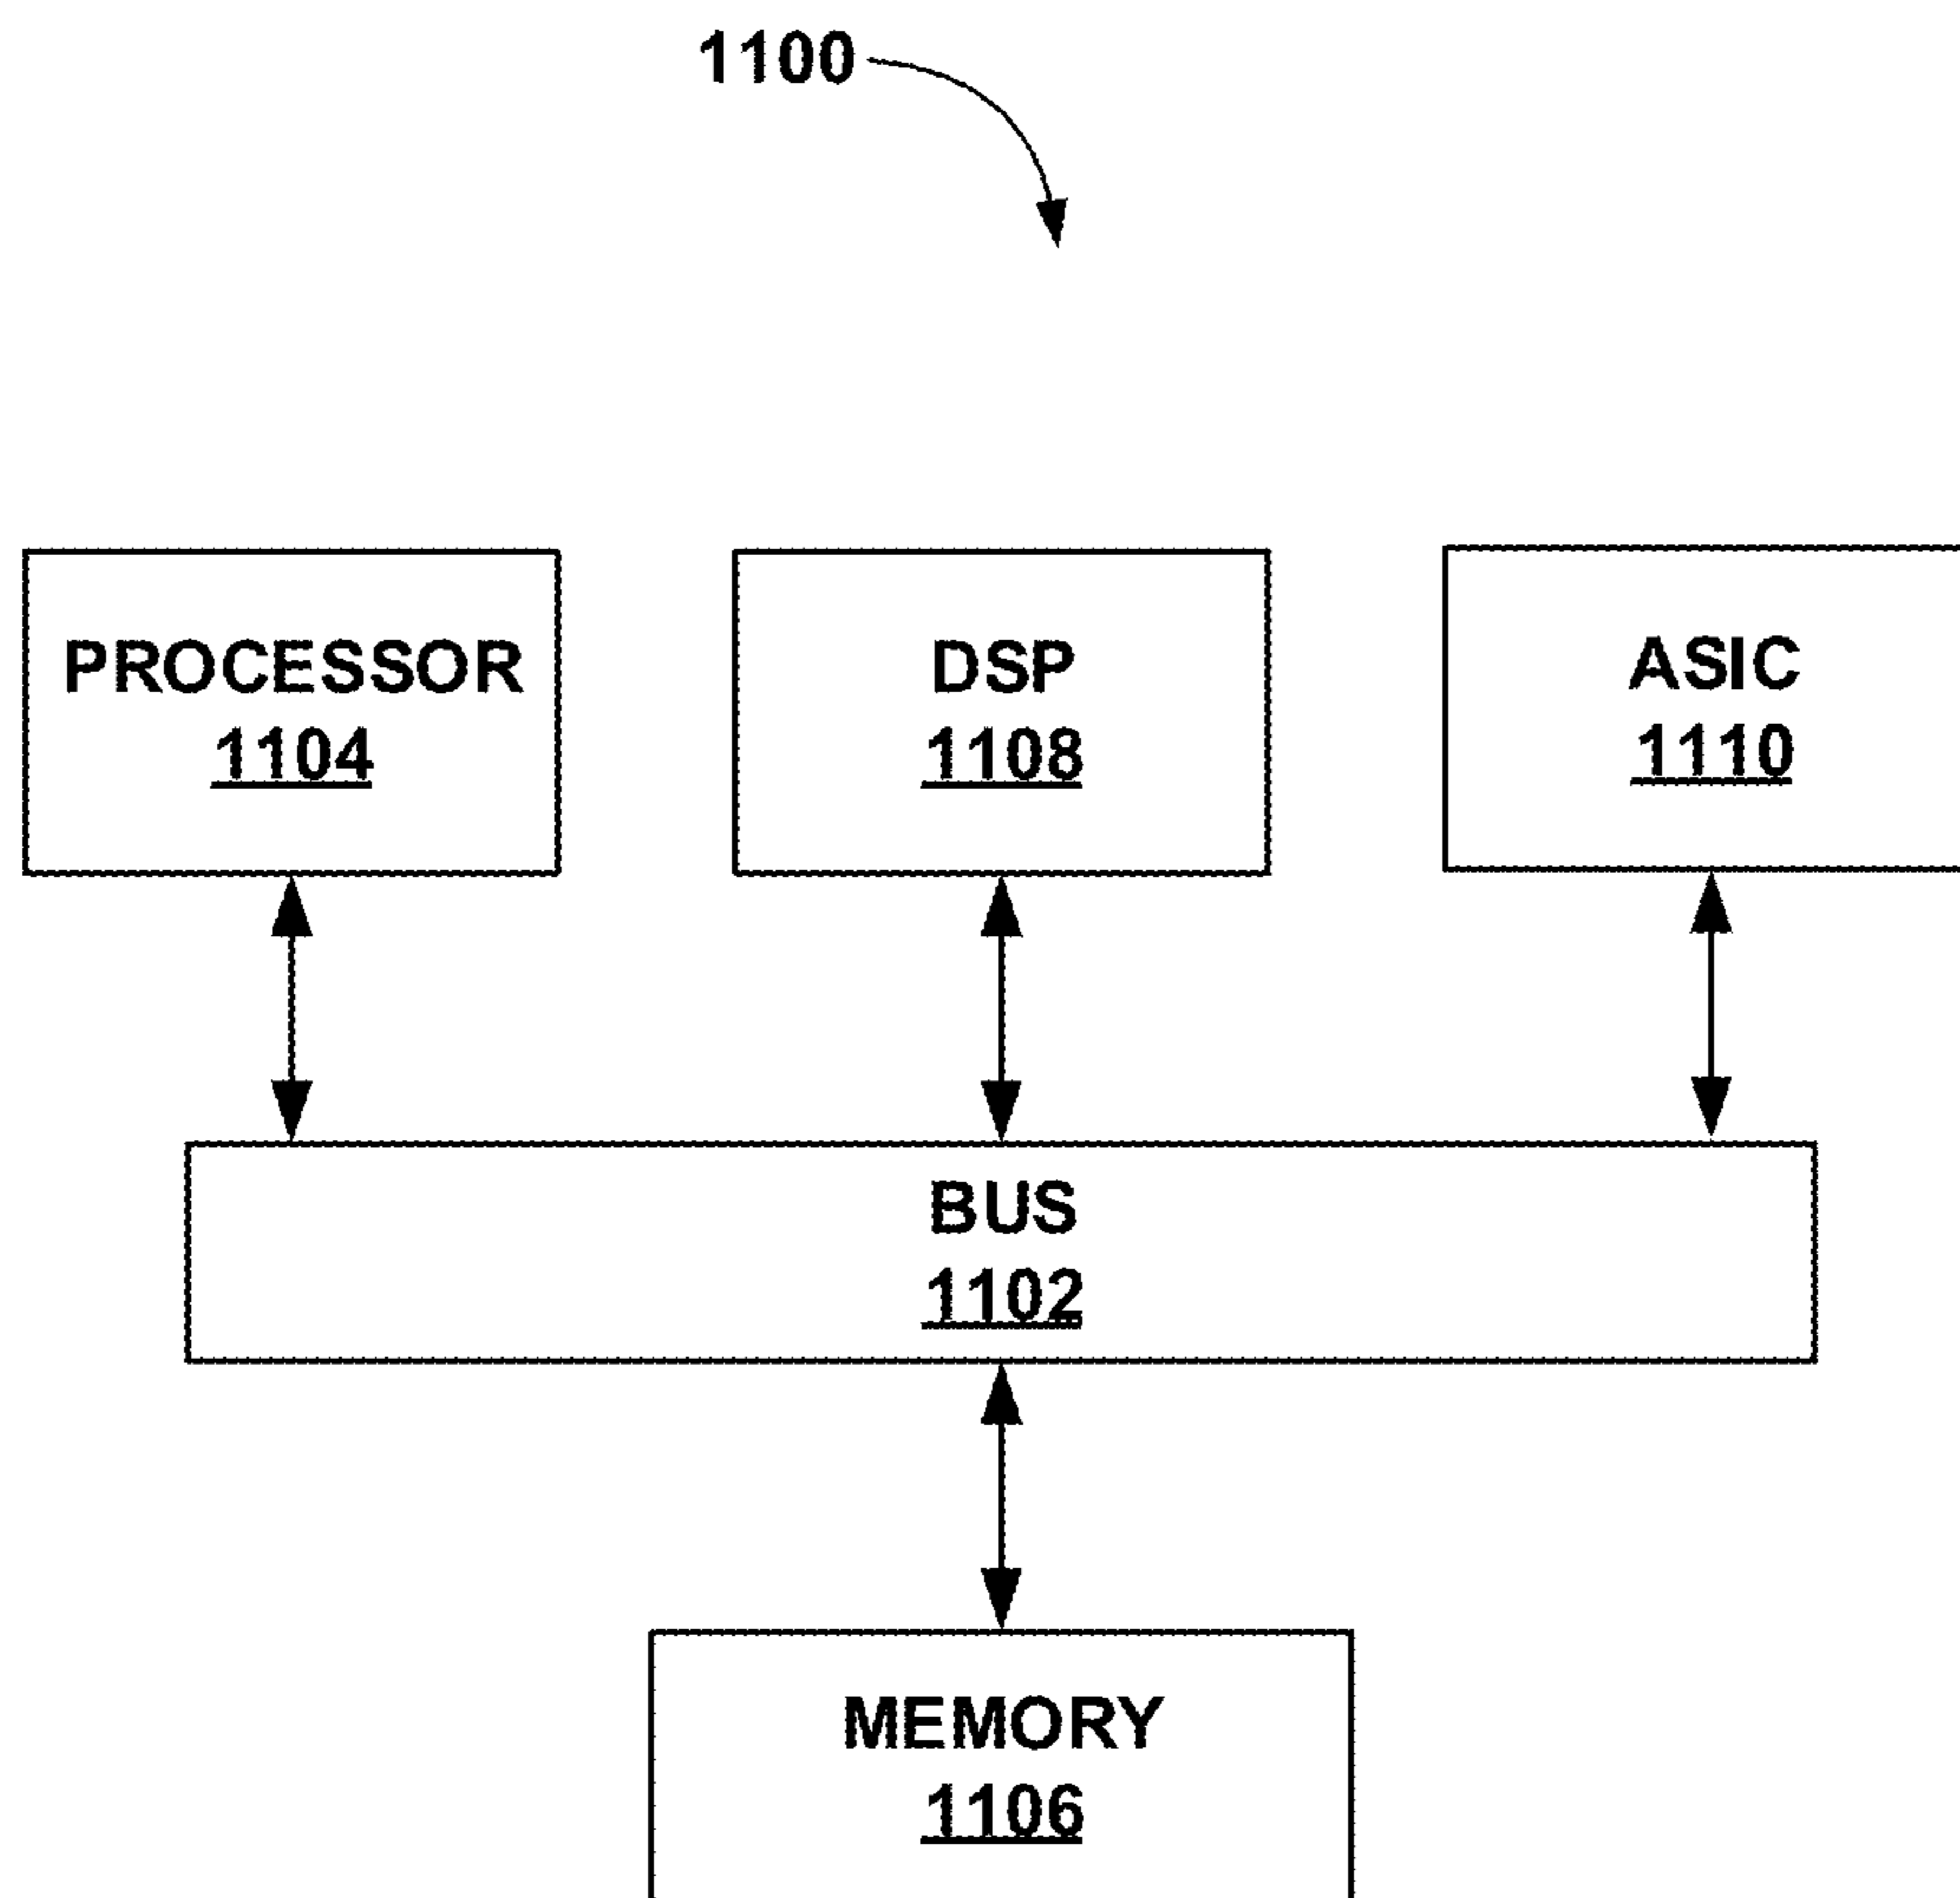 1100
PROCESSOR
1104
DSP
1108
ASIC
1110
BUS
1102
MEMORY
1106